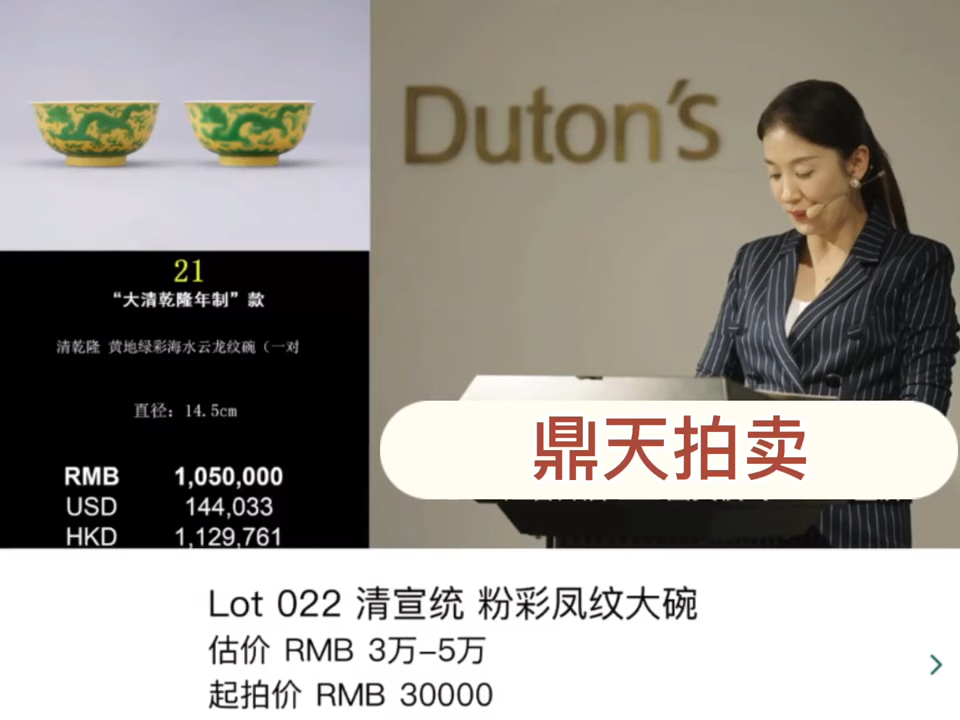 Duton's
21
“大清乾隆年制”款
清乾隆 黄地绿彩海水云龙纹碗（一对
直径：14.5cm
RMB 1,050,000
USD 144,033
HKD 1,129,761
鼎天拍卖
Lot 022 清宣统 粉彩凤纹大碗
估价 RMB 3万-5万
起拍价 RMB 30000